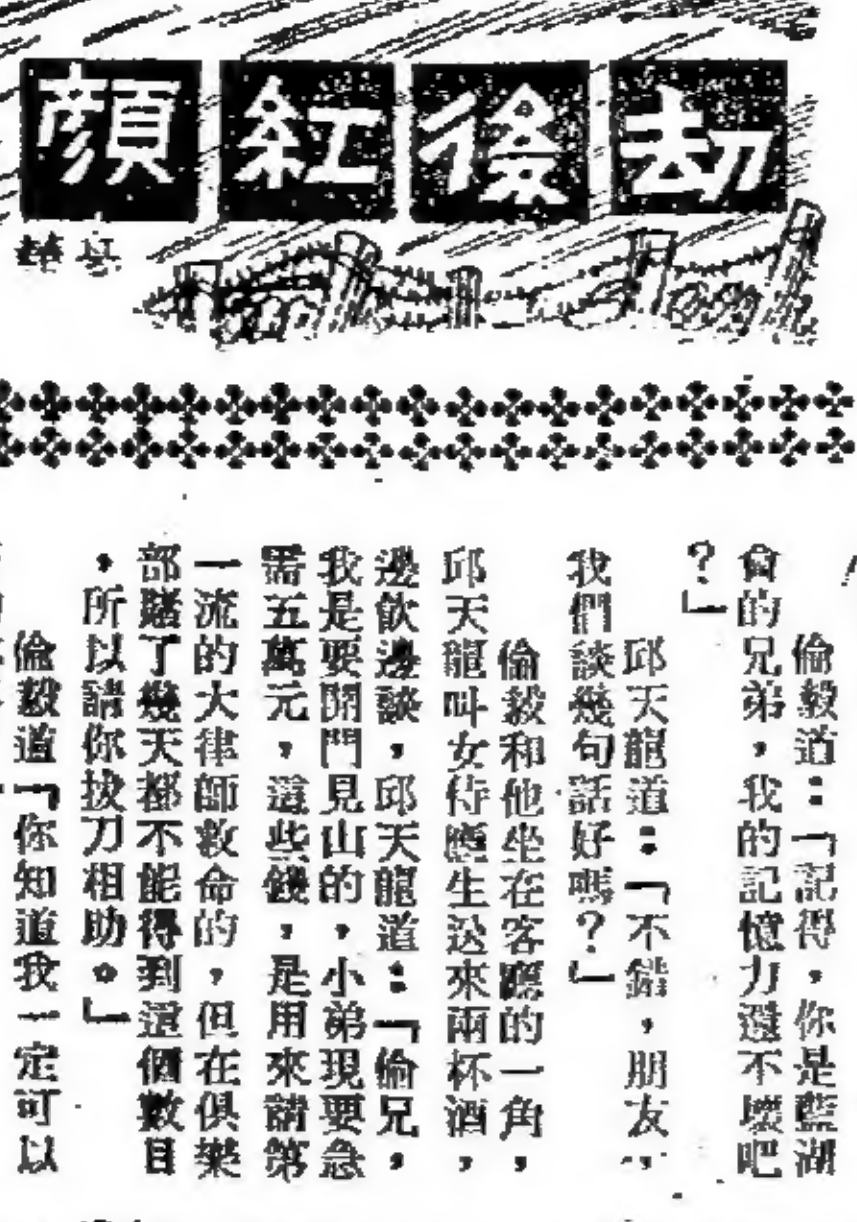 劫後紅顏
倫毅道：「記得，你是藍湖
俞的兄弟，我的記憶力還不壞吧
？」
邱天龍道：「不錯，朋友，
我們談幾句話好嗎？」
倫毅和他坐在客廳的一角，
邱天龍叫女侍應生送來兩杯酒，
邊飲邊談，邱天龍道：「倫兄，
我是要開門見山的，小弟現要急
需五萬元，這些錢，是用來請第
一流的大律師救命的，但在俱樂
部賭了幾天都不能得到這個數目
，所以請你拔刀相助。」
倫毅道「你知道我一定可以